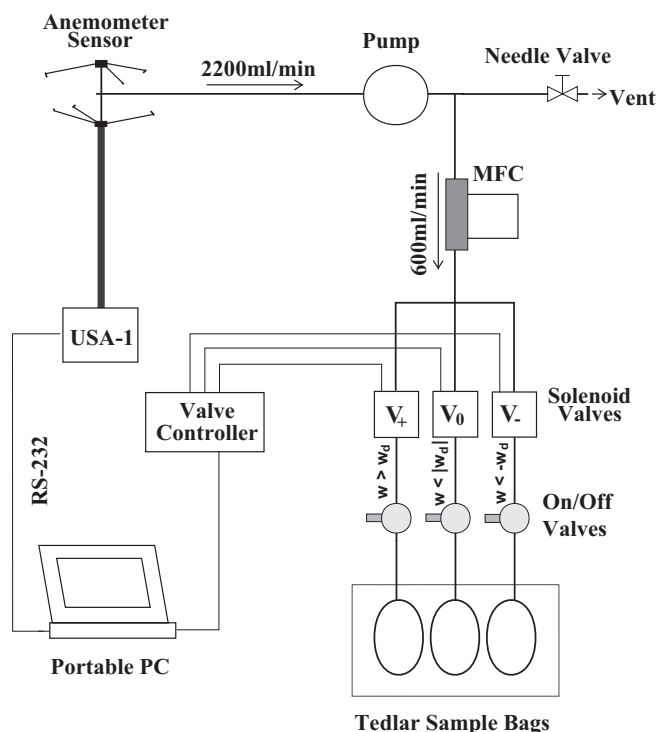 Anemometer
Sensor
Pump
2200ml/min
Needle Valve
Vent
MFC
600ml/min
USA-1
Valve
Controller
V+
V0
V-
Solenoid
Valves
w > wd
w < |wd|
w < -wd
RS-232
On/Off
Valves
Portable PC
Tedlar Sample Bags